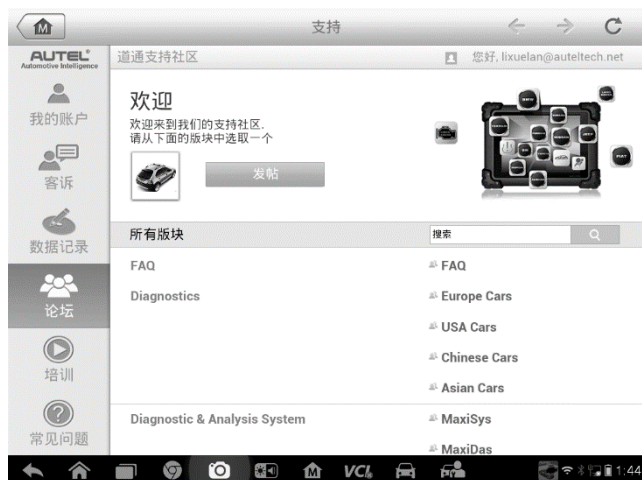 支持
AUTEL®
Automotive Intelligence
道通支持社区
您好, lixuelan@auteltech.net
我的账户
客诉
数据记录
论坛
培训
常见问题
欢迎
欢迎来到我们的支持社区.
请从下面的版块中选取一个
发帖
所有版块
搜索
FAQ
FAQ
Diagnostics
Europe Cars
USA Cars
Chinese Cars
Asian Cars
Diagnostic & Analysis System
MaxiSys
MaxiDas
VCI
1:44